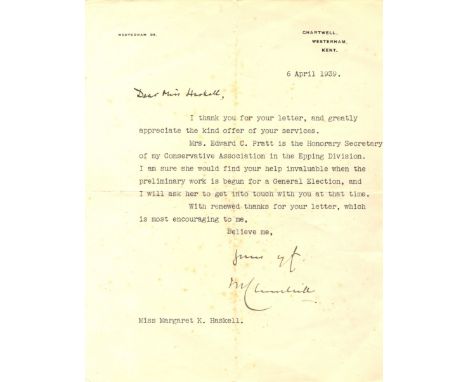 WESTERHAM 93.
CHARTWELL,
WESTERHAM,
KENT.
6 April 1939.
Dear Miss Haskell,
I thank you for your letter, and greatly
appreciate the kind offer of your services.
Mrs. Edward C. Pratt is the Honorary Secretary
of my Conservative Association in the Epping Division.
I am sure she would find your help invaluable when the
preliminary work is begun for a General Election, and
I will ask her to get into touch with you at that time.
With renewed thanks for your letter, which
is most encouraging to me,
Believe me,
Miss Margaret K. Haskell.